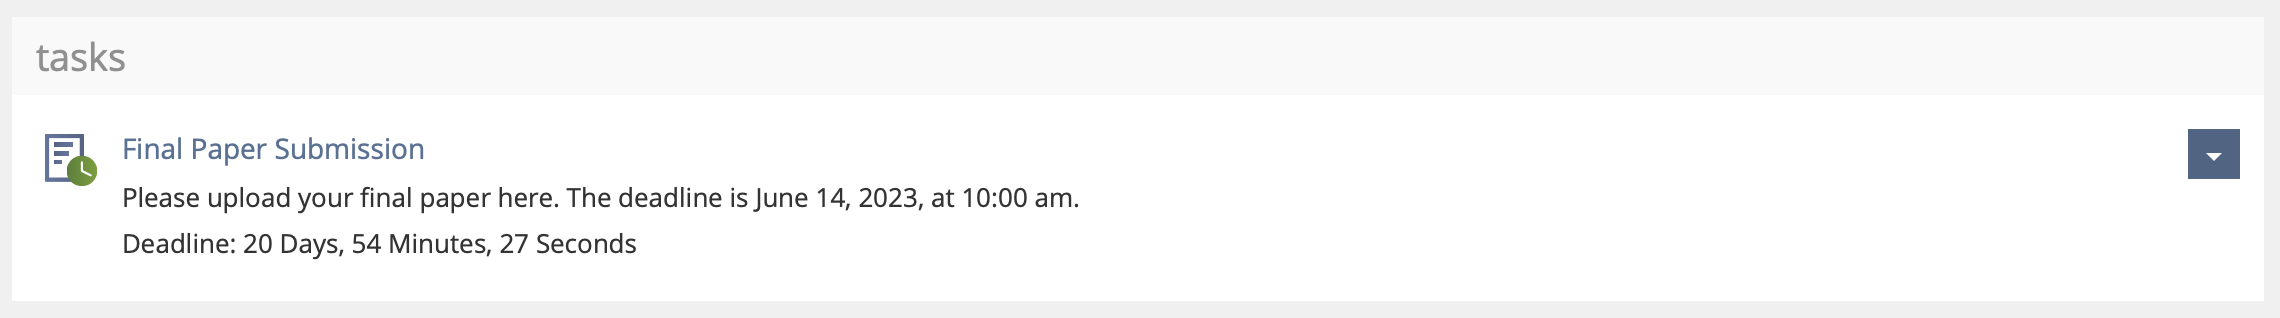 tasks
Final Paper Submission
Please upload your final paper here. The deadline is June 14, 2023, at 10:00 am.
Deadline: 20 Days, 54 Minutes, 27 Seconds